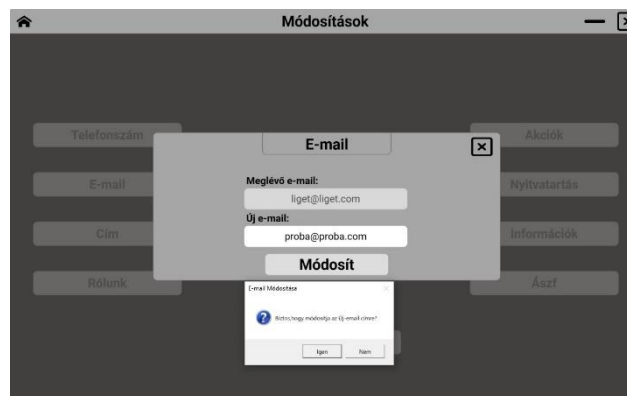 Módosítások
Telefonszám
Akciók
E-mail
E-mail
Nyitvatartás
Meglévő e-mail:
liget@liget.com
Új e-mail:
proba@proba.com
Cím
Információk
Módosít
Rólunk
Ászf
E-mail Módosítása
Biztos,hogy módosítja az Új-email címre?
Igen
Nem